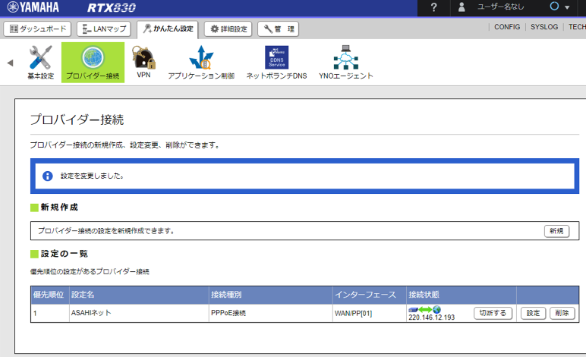 YAMAHA RTX830
? ユーザー名なし
ダッシュボード LANマップ かんたん設定 詳細設定 管理 CONFIG SYSLOG TECH
基本設定 プロバイダー接続 VPN アプリケーション制御 ネットボランチDNS YNOエージェント
プロバイダー接続
プロバイダー接続の新規作成、設定変更、削除ができます。
設定を変更しました。
新規作成
プロバイダー接続の設定を新規作成できます。 新規
設定の一覧
優先順位の設定があるプロバイダー接続
優先順位 設定名 接続種別 インターフェース 接続状態
1 ASAHIネット PPPoE接続 WAN/PP[01] 220.146.12.193 切断する 設定 削除